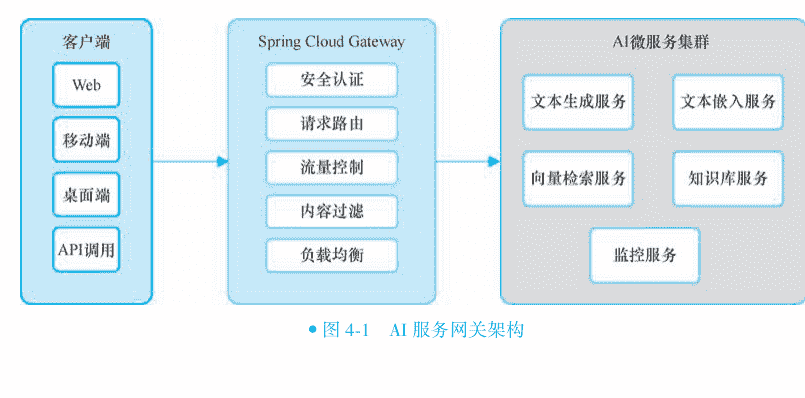 客户端
Web
移动端
桌面端
API调用
Spring Cloud Gateway
安全认证
请求路由
流量控制
内容过滤
负载均衡
AI微服务集群
文本生成服务
文本嵌入服务
向量检索服务
知识库服务
监控服务
图 4-1 AI 服务网关架构